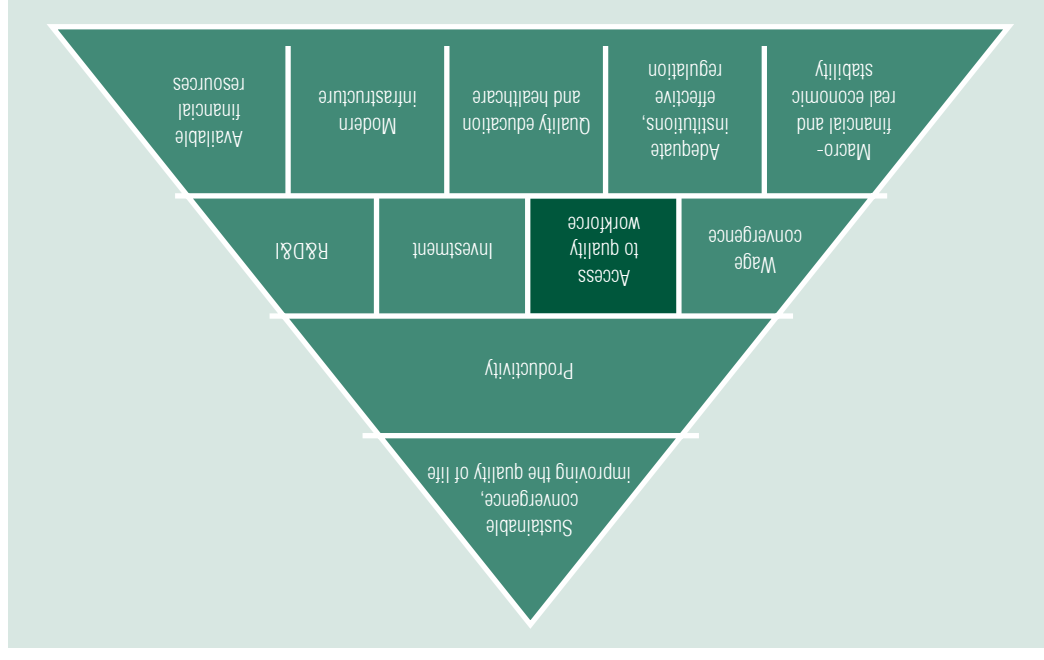 Sustainable
convergence,
improving the quality of life
Productivity
Wage
convergence
Access
to quality
workforce
Investment
R&D&I
Macro-
financial and
real economic
stability
Adequate
institutions,
effective
regulation
Quality education
and healthcare
Modern
infrastructure
Available
financial
resources